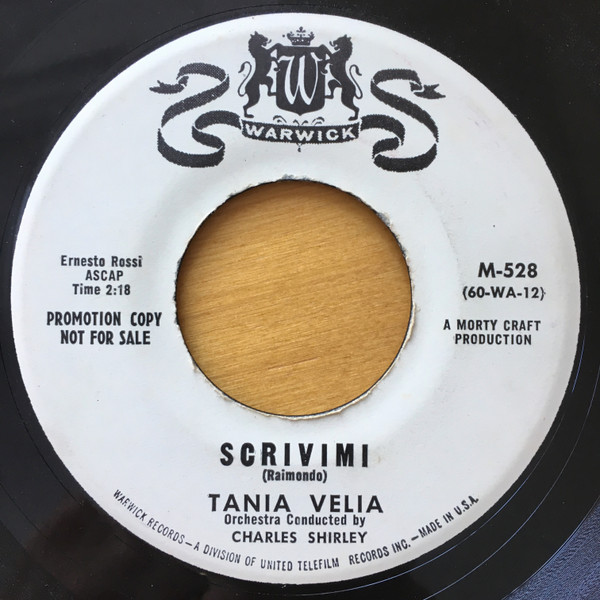 W
WARWICK
Ernesto Rossi
ASCAP
Time 2:18
PROMOTION COPY
NOT FOR SALE
M-528
(60-WA-12)
A MORTY CRAFT
PRODUCTION
SCRIVIMI
(Raimondo)
TANIA VELIA
Orchestra Conducted by
CHARLES SHIRLEY
WARWICK RECORDS—A DIVISION OF UNITED TELEFILM RECORDS INC.—MADE IN U.S.A.